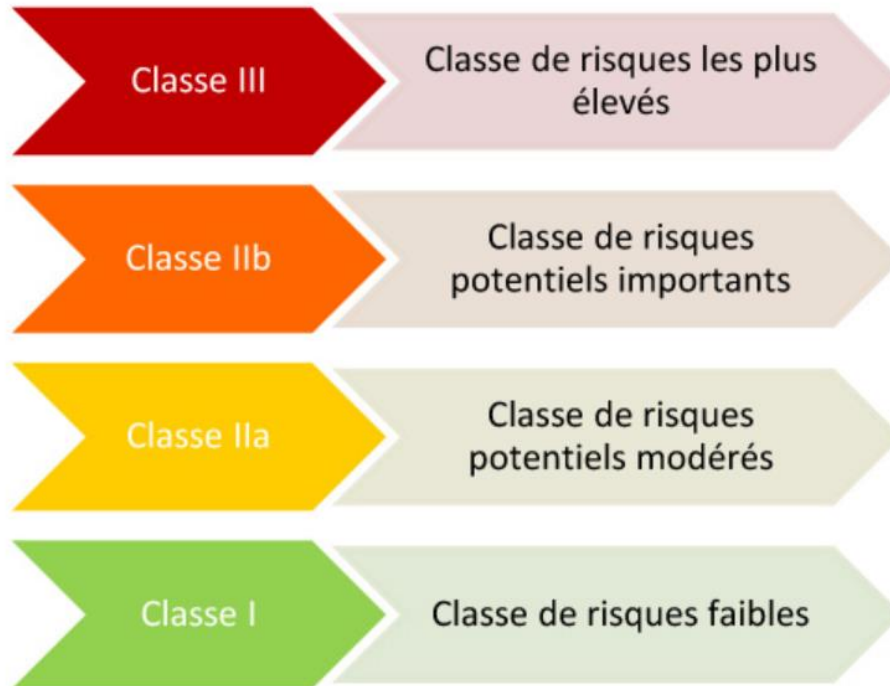 Classe III
Classe de risques les plus
élevés
Classe IIb
Classe de risques
potentiels importants
Classe IIa
Classe de risques
potentiels modérés
Classe I
Classe de risques faibles